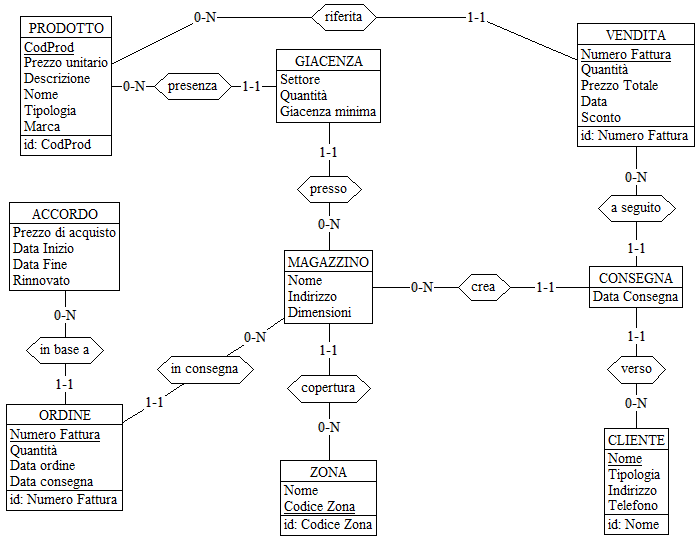 PRODOTTO
CodProd
Prezzo unitario
Descrizione
Nome
Tipologia
Marca
id: CodProd
0-N
riferita
1-1
VENDITA
Numero Fattura
Quantità
Prezzo Totale
Data
Sconto
id: Numero Fattura
0-N
presenza
1-1
GIACENZA
Settore
Quantità
Giacenza minima
1-1
presso
0-N
0-N
a seguito
1-1
ACCORDO
Prezzo di acquisto
Data Inizio
Data Fine
Rinnovato
MAGAZZINO
Nome
Indirizzo
Dimensioni
0-N
crea
1-1
CONSEGNA
Data Consegna
0-N
in base a
1-1
0-N
in consegna
1-1
1-1
copertura
0-N
1-1
verso
0-N
ORDINE
Numero Fattura
Quantità
Data ordine
Data consegna
id: Numero Fattura
ZONA
Nome
Codice Zona
id: Codice Zona
CLIENTE
Nome
Tipologia
Indirizzo
Telefono
id: Nome